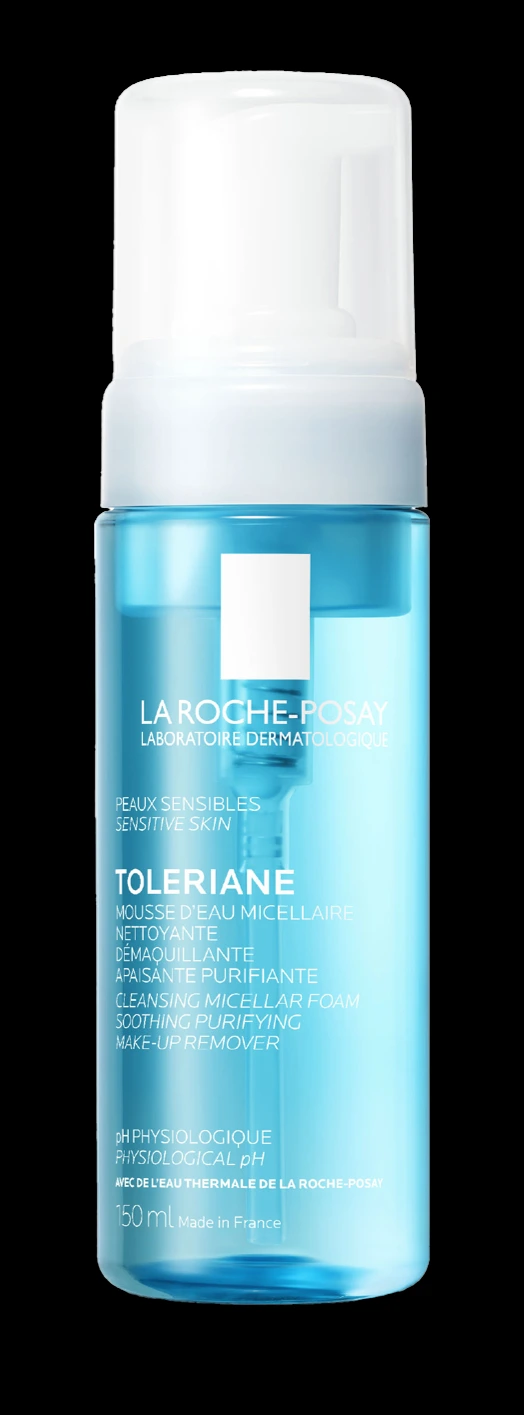 LA ROCHE-POSAY
LABORATOIRE DERMATOLOGIQUE
PEAUX SENSIBLES
SENSITIVE SKIN
TOLERIANE
MOUSSE D'EAU MICELLAIRE
NETTOYANTE
DÉMAQUILLANTE
APAISANTE PURIFIANTE
CLEANSING MICELLAR FOAM
SOOTHING PURIFYING
MAKE-UP REMOVER
pH PHYSIOLOGIQUE
PHYSIOLOGICAL pH
AVEC DE L'EAU THERMALE DE LA ROCHE-POSAY
150 ml Made in France